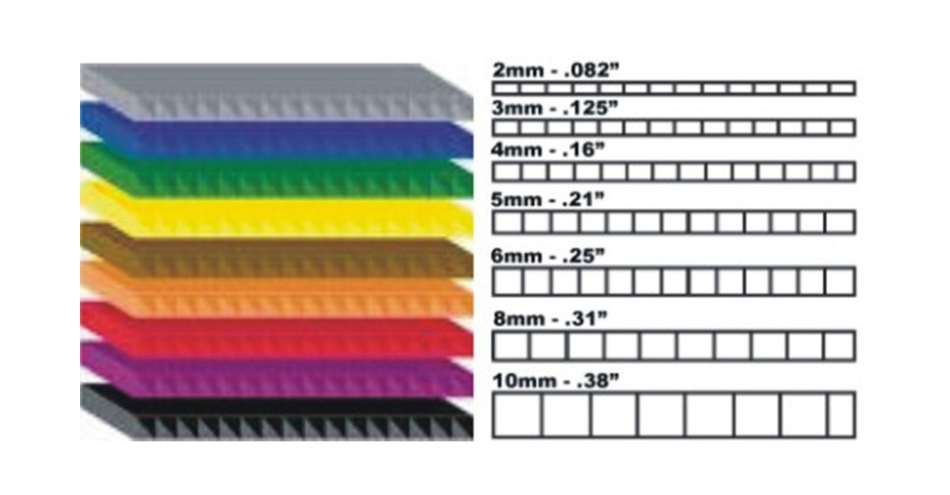 2mm - .082”
3mm - .125”
4mm - .16”
5mm - .21”
6mm - .25”
8mm - .31”
10mm - .38”